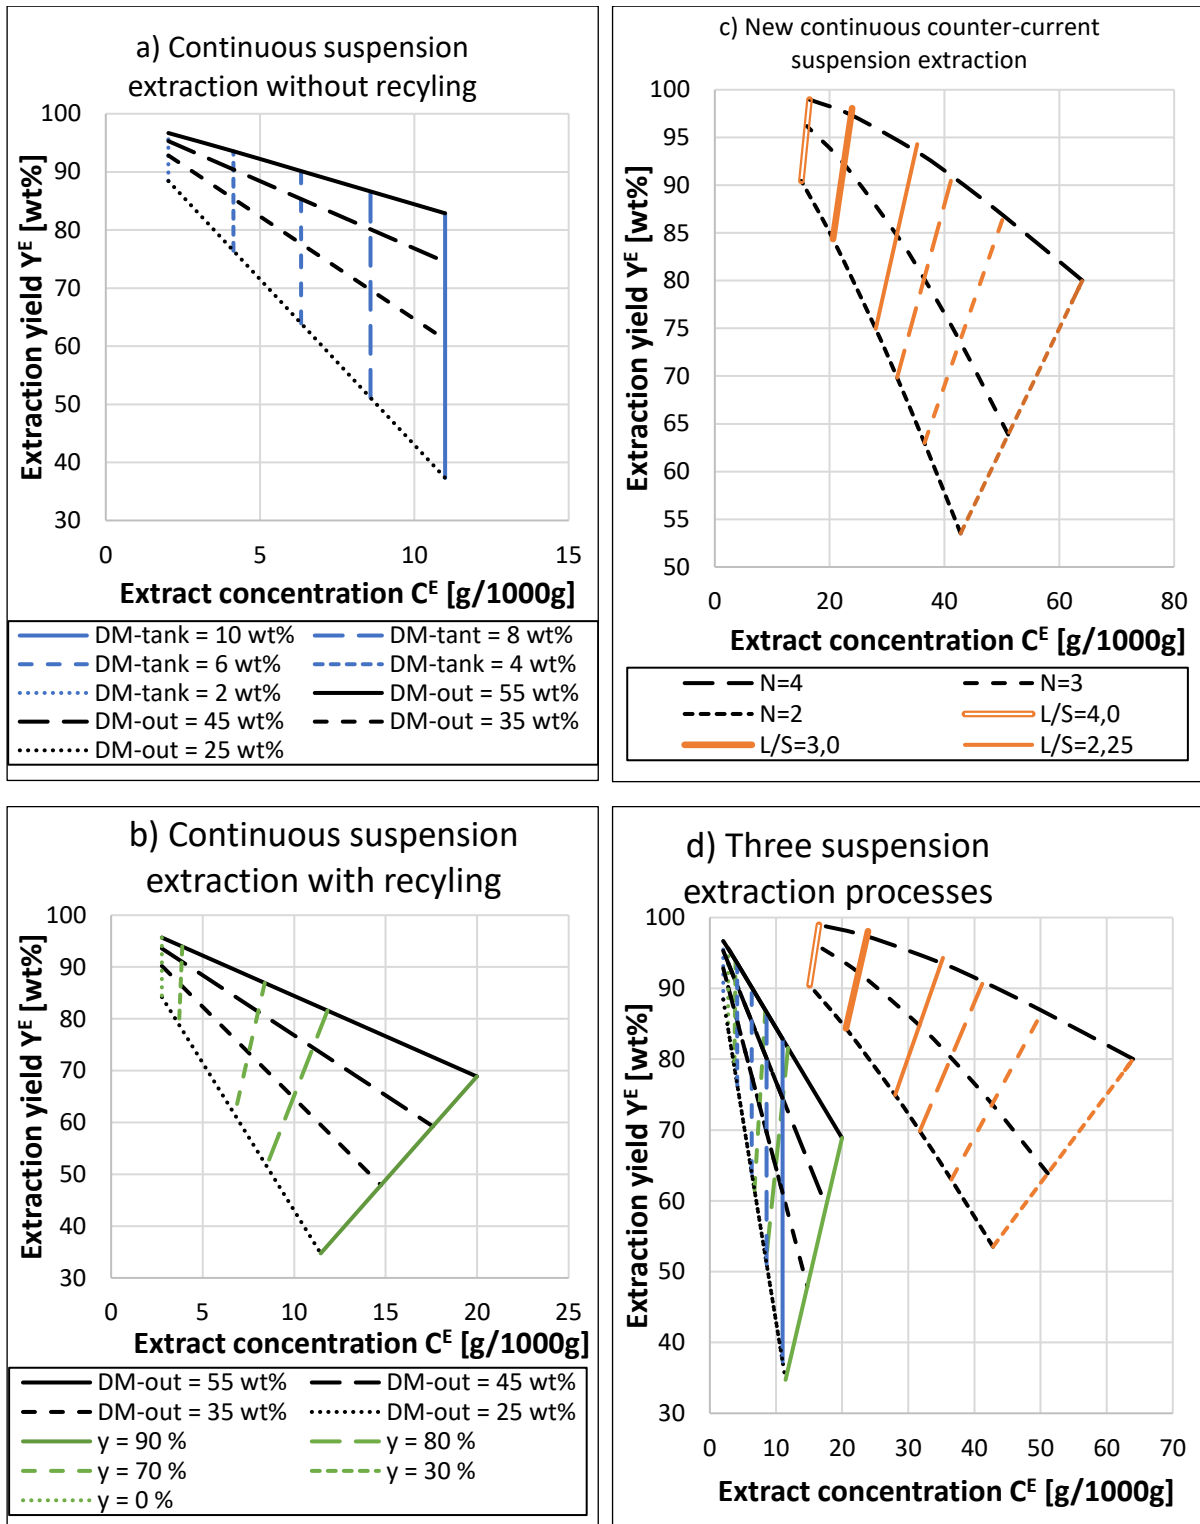 a) Continuous suspension
extraction without recyling
100
90
80
70
60
50
40
30
Extraction yield Y^E [wt%]
0 5 10 15
Extract concentration C^E [g/1000g]
DM-tank = 10 wt% DM-tant = 8 wt%
DM-tank = 6 wt% DM-tank = 4 wt%
DM-tank = 2 wt% DM-out = 55 wt%
DM-out = 45 wt% DM-out = 35 wt%
DM-out = 25 wt%
c) New continuous counter-current
suspension extraction
100
95
90
85
80
75
70
65
60
55
50
Extraction yield Y^E [wt%]
0 20 40 60 80
Extract concentration C^E [g/1000g]
N=4 N=3
N=2 L/S=4,0
L/S=3,0 L/S=2,25
b) Continuous suspension
extraction with recyling
100
90
80
70
60
50
40
30
Extraction yield Y^E [wt%]
0 5 10 15 20 25
Extract concentration C^E [g/1000g]
DM-out = 55 wt% DM-out = 45 wt%
DM-out = 35 wt% DM-out = 25 wt%
y = 90 % y = 80 %
y = 70 % y = 30 %
y = 0 %
d) Three suspension
extraction processes
100
90
80
70
60
50
40
30
Extraction yield Y^E [wt%]
0 10 20 30 40 50 60 70
Extract concentration C^E [g/1000g]